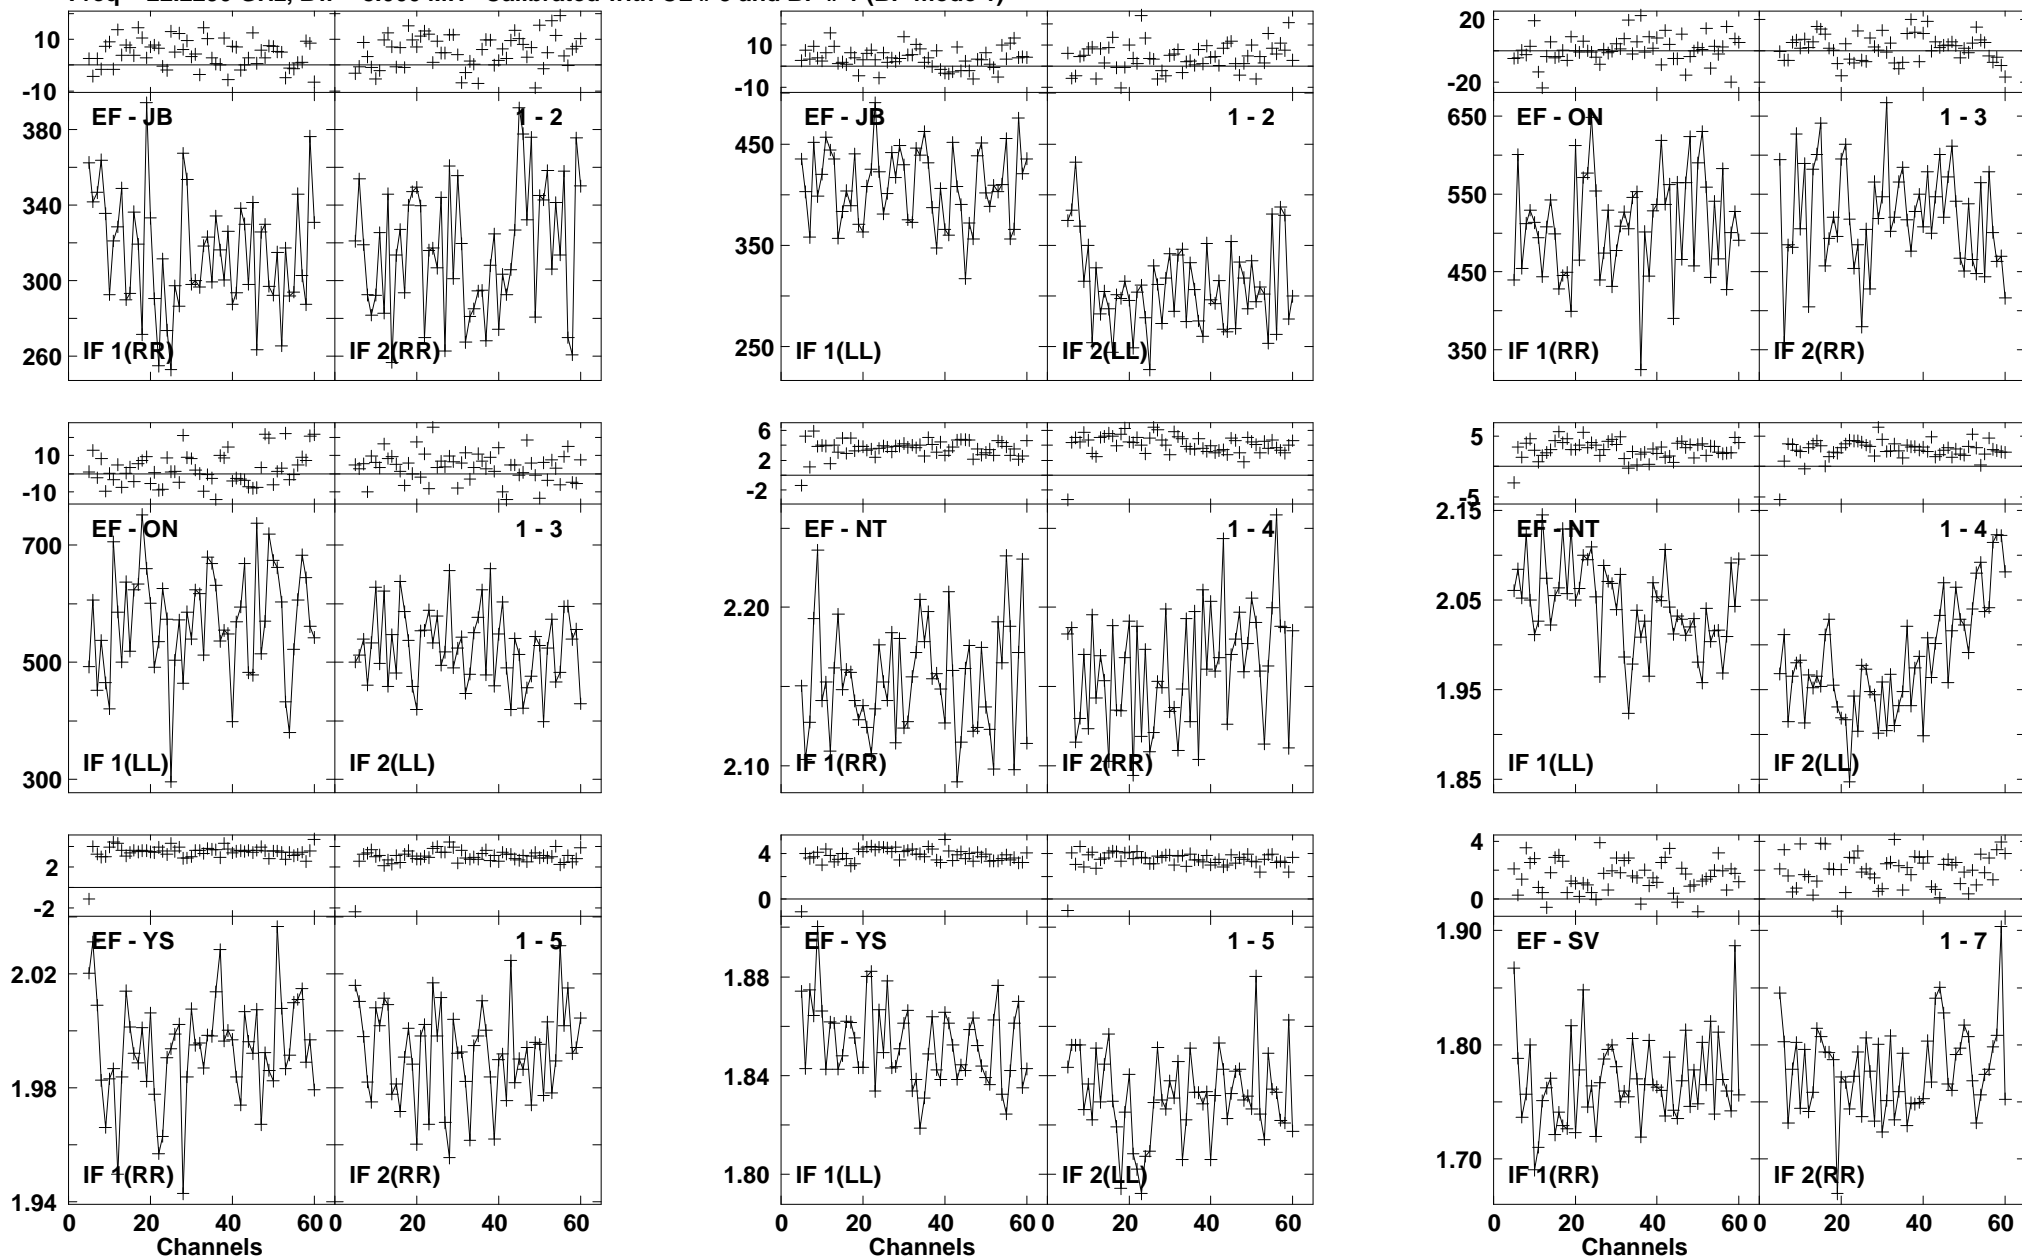 10
-10
380
340
300
260
EF - JB
1 - 2
IF 1(RR)
IF 2(RR)
10
-10
450
350
250
EF - JB
1 - 2
IF 1(LL)
IF 2(LL)
20
-20
650
550
450
350
EF - ON
1 - 3
IF 1(RR)
IF 2(RR)
10
-10
700
500
300
EF - ON
1 - 3
IF 1(LL)
IF 2(LL)
6
2
-2
2.20
2.10
EF - NT
1 - 4
IF 1(RR)
IF 2(RR)
5
-5
2.15
2.05
1.95
1.85
EF - NT
1 - 4
IF 1(LL)
IF 2(LL)
2
-2
2.02
1.98
1.94
EF - YS
1 - 5
IF 1(RR)
IF 2(RR)
0 20 40 60 0 20 40 60
Channels
4
0
1.88
1.84
1.80
EF - YS
1 - 5
IF 1(LL)
IF 2(LL)
0 20 40 60 0 20 40 60
Channels
4
0
1.90
1.80
1.70
EF - SV
1 - 7
IF 1(RR)
IF 2(RR)
0 20 40 60 0 20 40 60
Channels